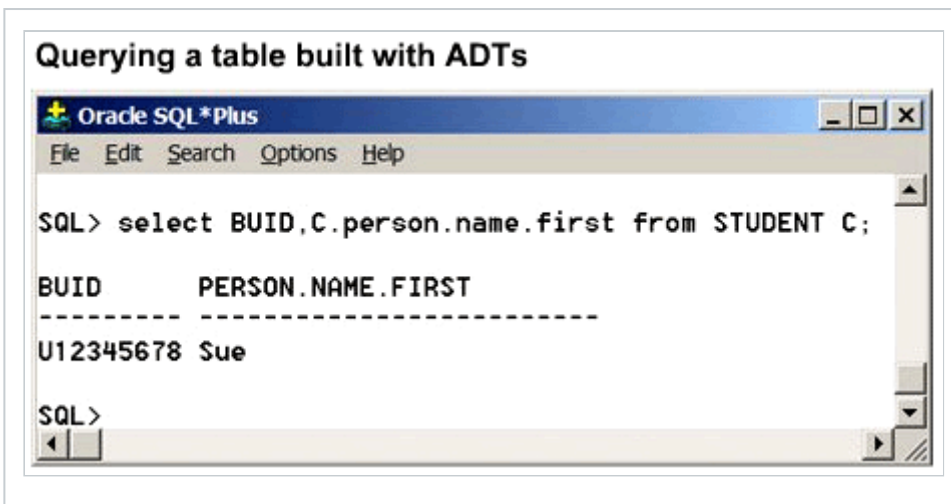 Querying a table built with ADTs
Oracle SQL*Plus
File Edit Search Options Help
SQL> select BUID,C.person.name.first from STUDENT C;
BUID PERSON.NAME.FIRST
--------- -------------------------
U12345678 Sue
SQL>